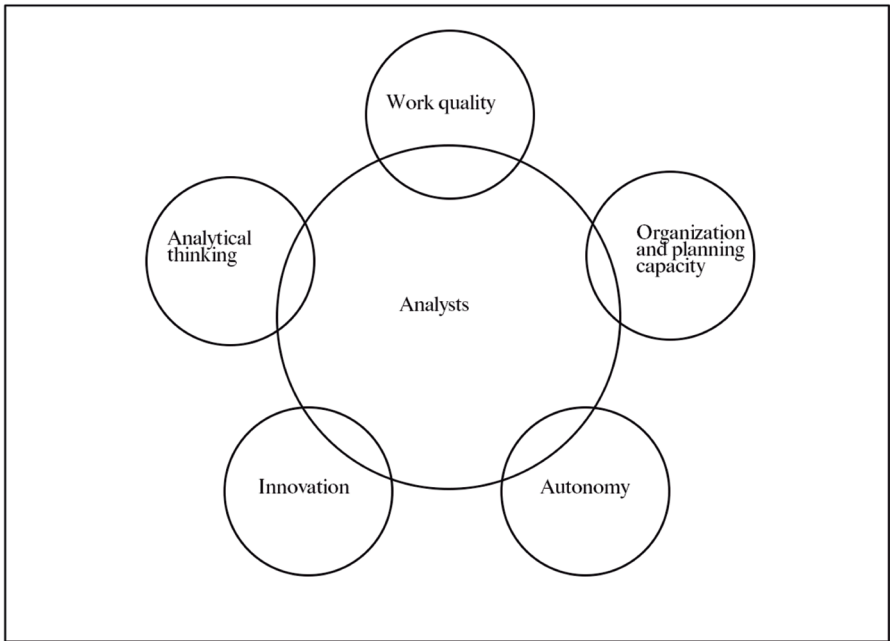 Work quality
Analytical
thinking
Organization
and planning
capacity
Analysts
Innovation
Autonomy